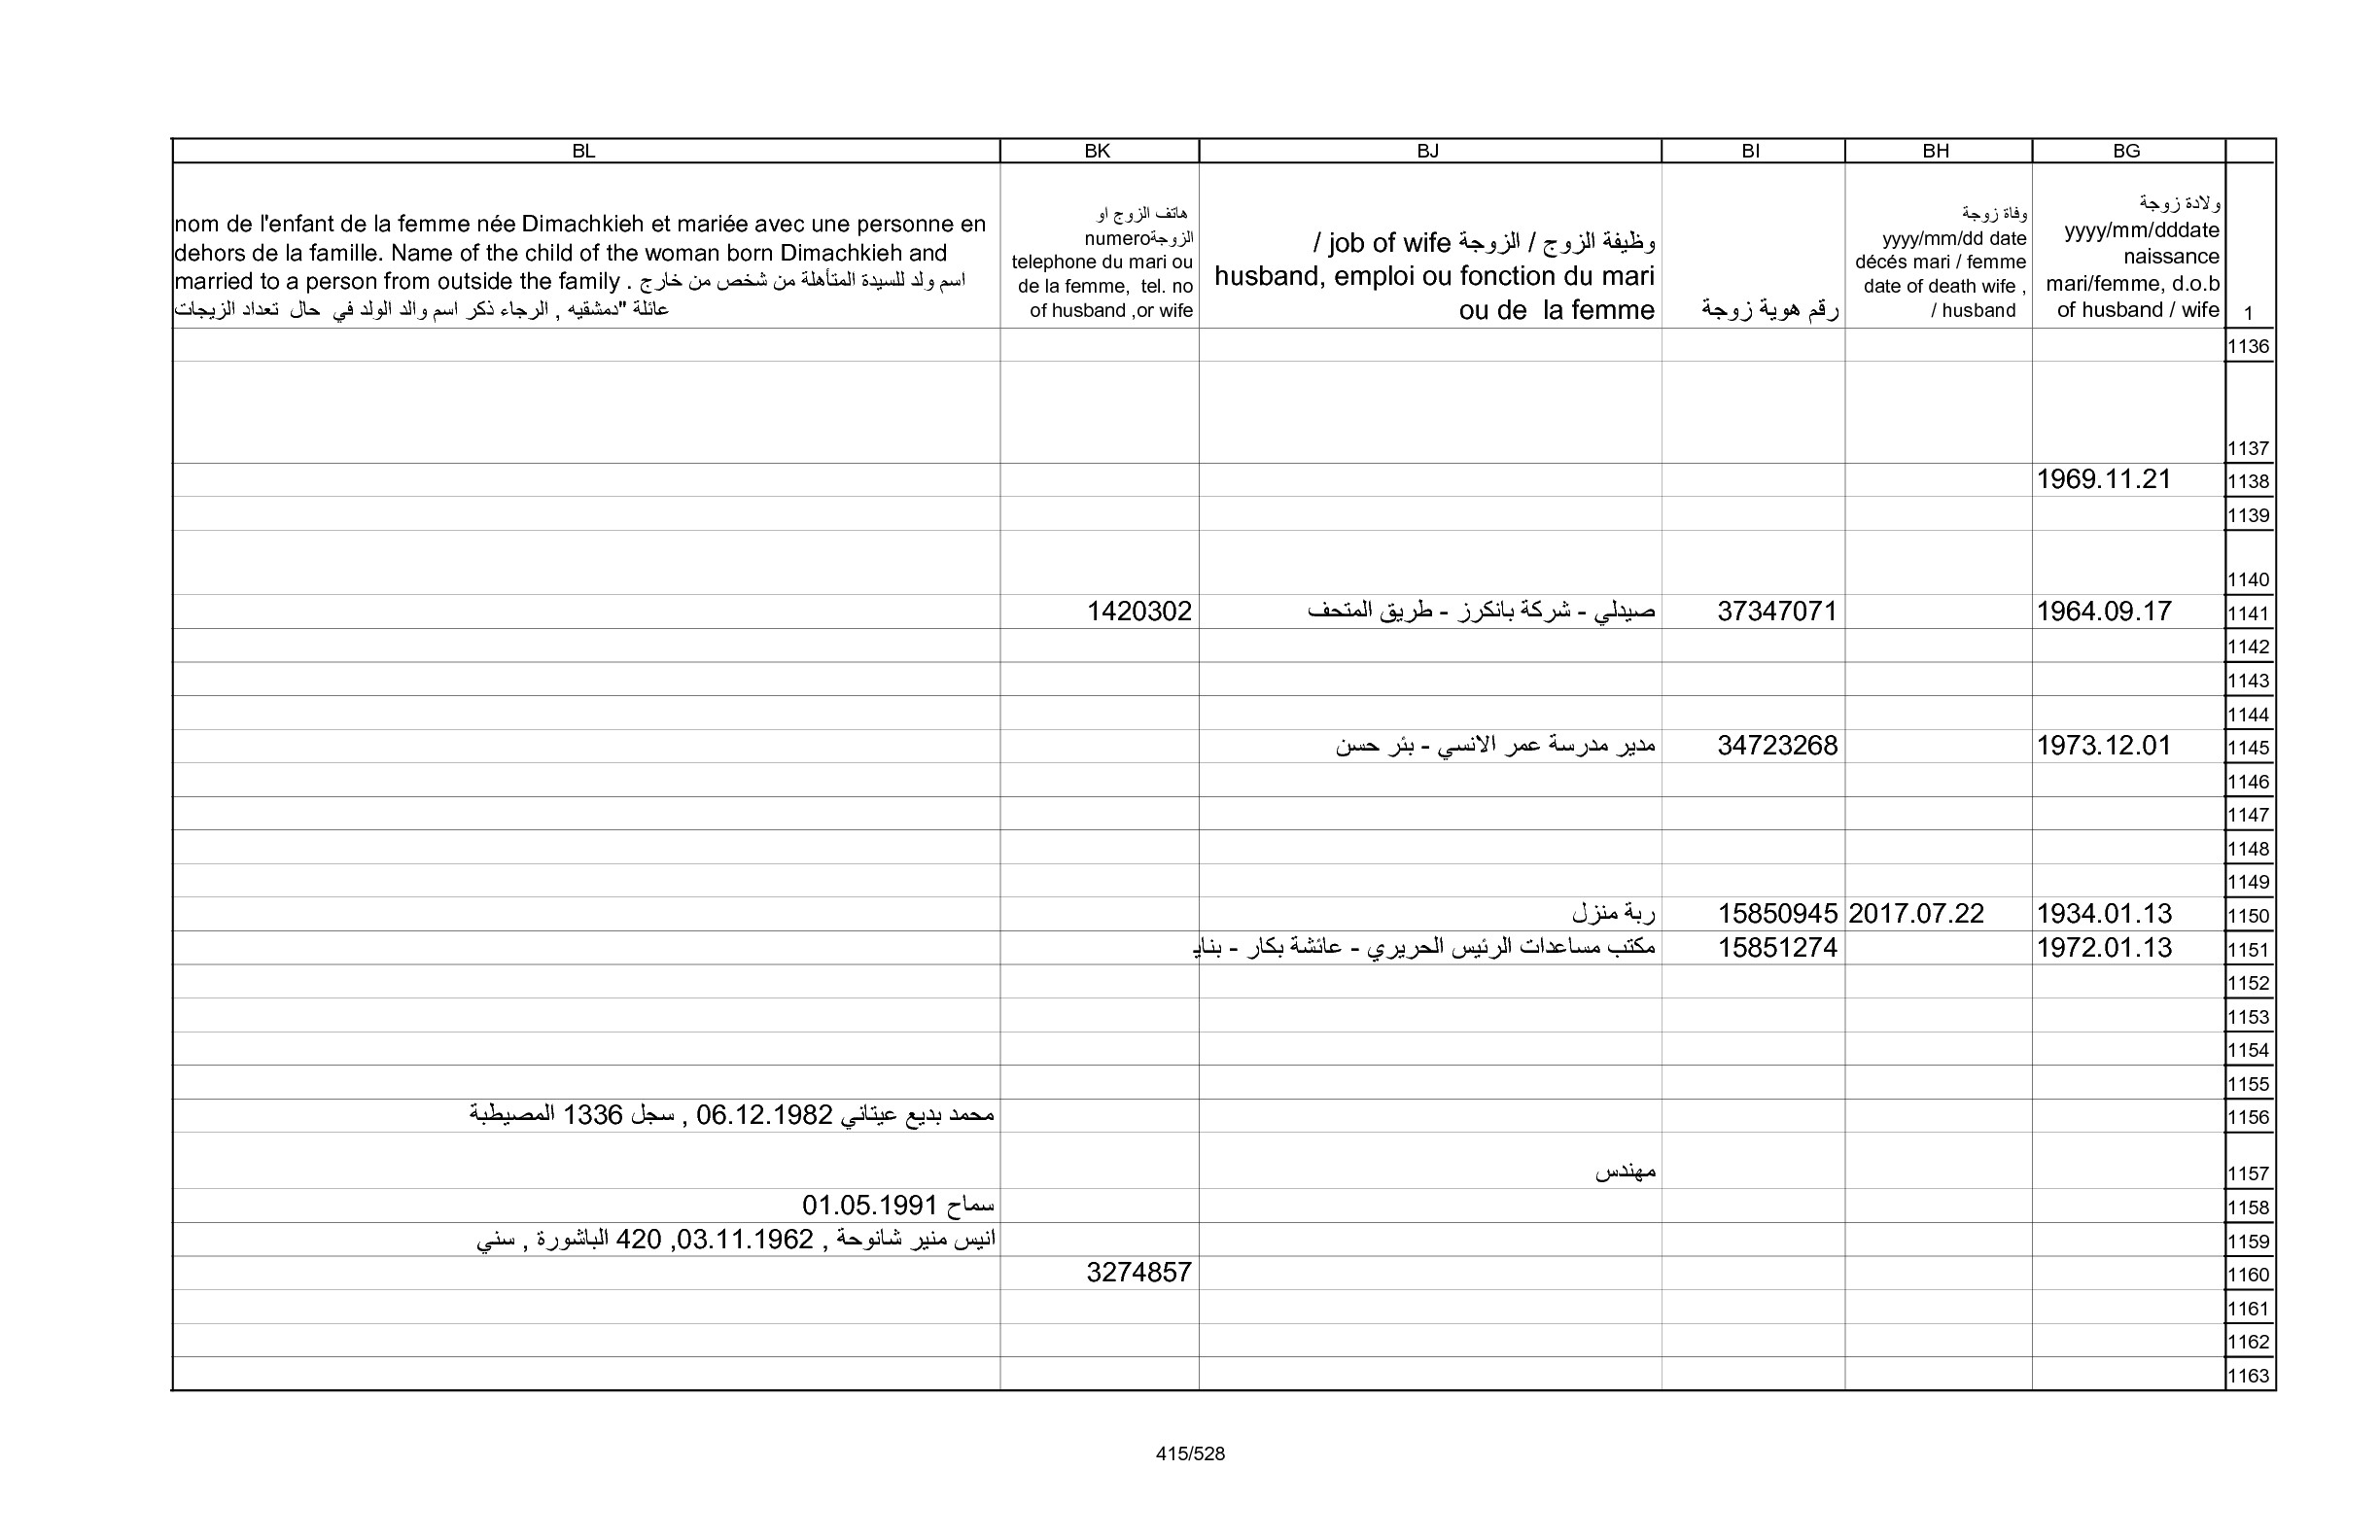 BG BH BI BJ BK BL
ولادة زوجة
yyyy/mm/dddate
naissance
mari/femme, d.o.b
of husband / wife
وفاة زوجة
yyyy/mm/dd date
décés mari / femme
date of death wife ,
/ husband
رقم هوية زوجة
وظيفة الزوج / الزوجة job of wife /
husband, emploi ou fonction du mari
ou de la femme
هاتف الزوج او
الزوجةnumero
telephone du mari ou
de la femme, tel. no
of husband ,or wife
nom de l'enfant de la femme née Dimachkieh et mariée avec une personne en
dehors de la famille. Name of the child of the woman born Dimachkieh and
married to a person from outside the family . اسم ولد للسيدة المتأهلة من شخص من خارج
عائلة "دمشقيه , الرجاء ذكر اسم والد الولد في حال تعداد الزيجات
1
1136
1137
1138 1969.11.21
1139
1140
1141 1964.09.17 37347071 صيدلي - شركة بانكرز - طريق المتحف 1420302
1142
1143
1144
1145 1973.12.01 34723268 مدير مدرسة عمر الانسي - بئر حسن
1146
1147
1148
1149
1150 1934.01.13 2017.07.22 15850945 ربة منزل
1151 1972.01.13 15851274 مكتب مساعدات الرئيس الحريري - عائشة بكار - بناي
1152
1153
1154
1155
1156 محمد بديع عيتاني 06.12.1982 , سجل 1336 المصيطبة
1157 مهندس
1158 سماح 01.05.1991
1159 انيس منير شانوحة , 03.11.1962, 420 الباشورة , سني
1160 3274857
1161
1162
1163
415/528